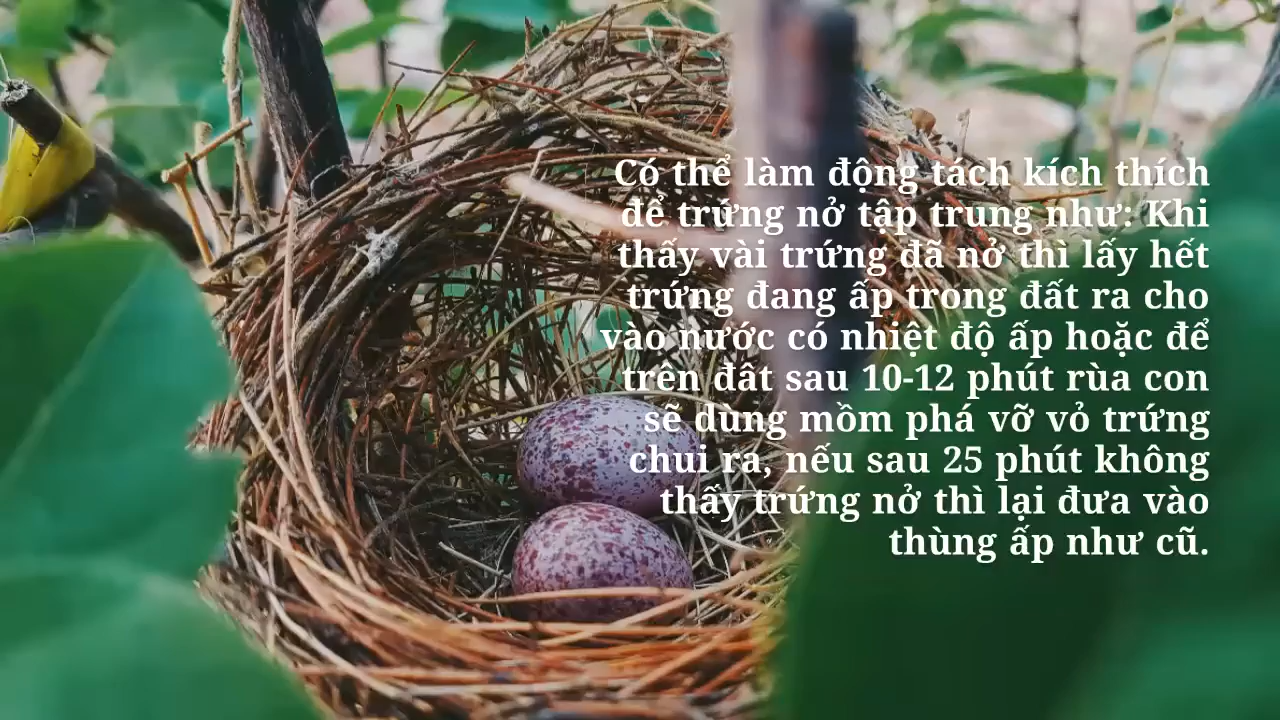 Có thể làm động tách kích thích
để trứng nở tập trung như: Khi
thấy vài trứng đã nở thì lấy hết
trứng đang ấp trong đất ra cho
vào nước có nhiệt độ ấp hoặc để
trên đât sau 10-12 phút rùa con
sẽ dùng mồm phá vỡ vỏ trứng
chui ra, nếu sau 25 phút không
thấy trứng nở thì lại đưa vào
thùng ấp như cũ.